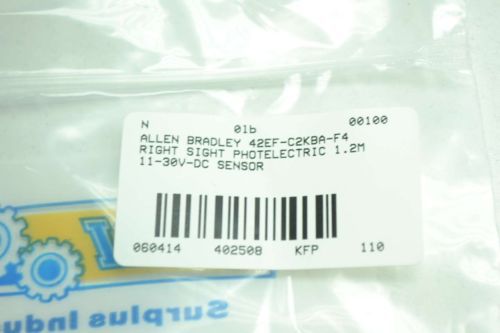 N 01b 00100
ALLEN BRADLEY 42EF-C2KBA-F4
RIGHT SIGHT PHOTELECTRIC 1.2M
11-30V-DC SENSOR
060414 402508 KFP 110
Surplus Indu